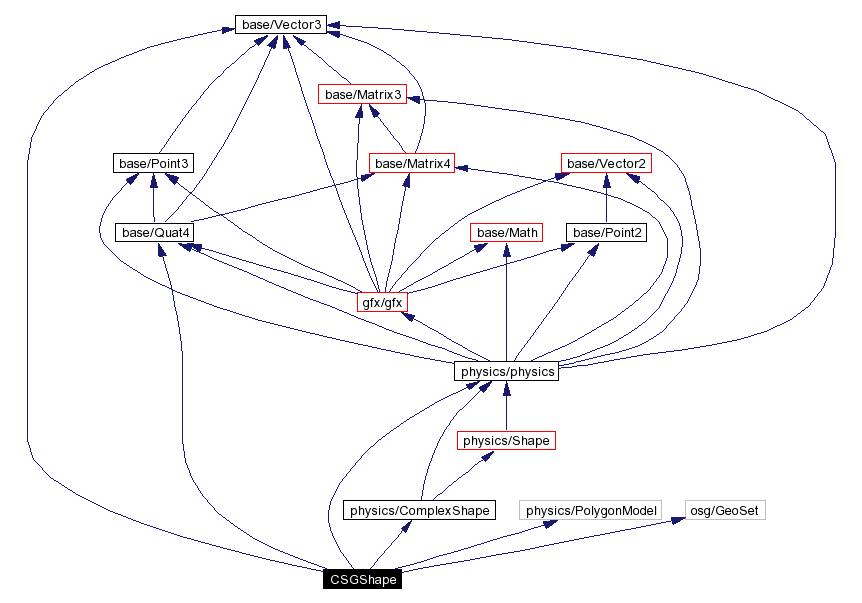 base/Vector3
base/Matrix3
base/Point3
base/Matrix4
base/Vector2
base/Quat4
base/Math
base/Point2
gfx/gfx
physics/physics
physics/Shape
physics/ComplexShape
physics/PolygonModel
osg/GeoSet
CSGShape